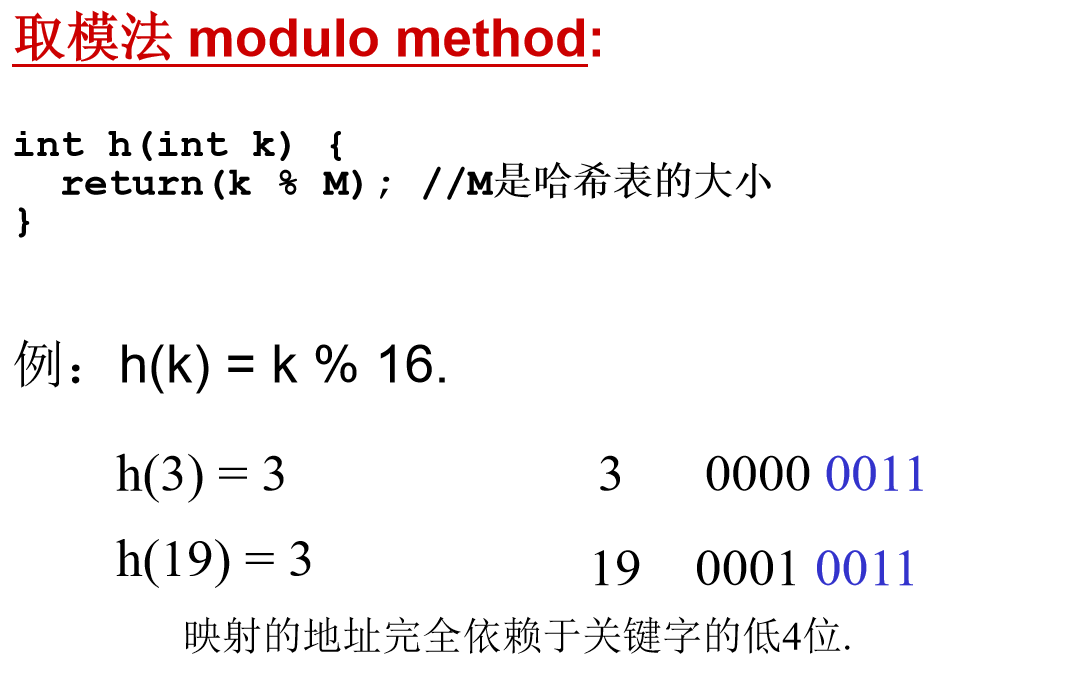 取模法 modulo method:
int h(int k) {
  return(k % M); //M是哈希表的大小
}
例：h(k) = k % 16.
h(3) = 3 3 0000 0011
h(19) = 3 19 0001 0011
映射的地址完全依赖于关键字的低4位.